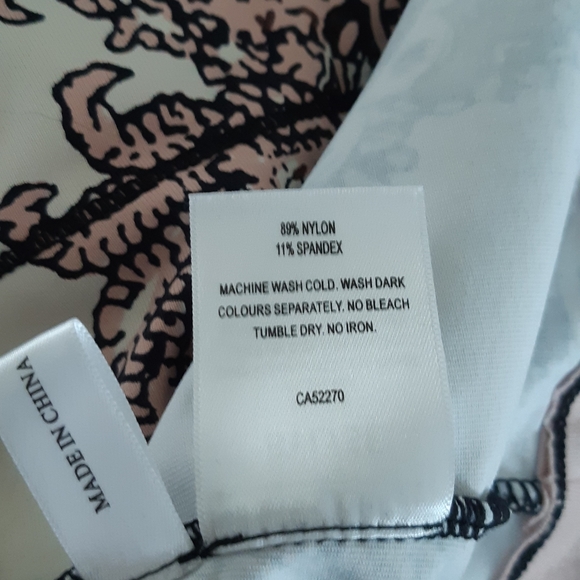 89% NYLON
11% SPANDEX
MACHINE WASH COLD. WASH DARK
COLOURS SEPARATELY. NO BLEACH
TUMBLE DRY. NO IRON.
CA52270
MADE IN CHINA